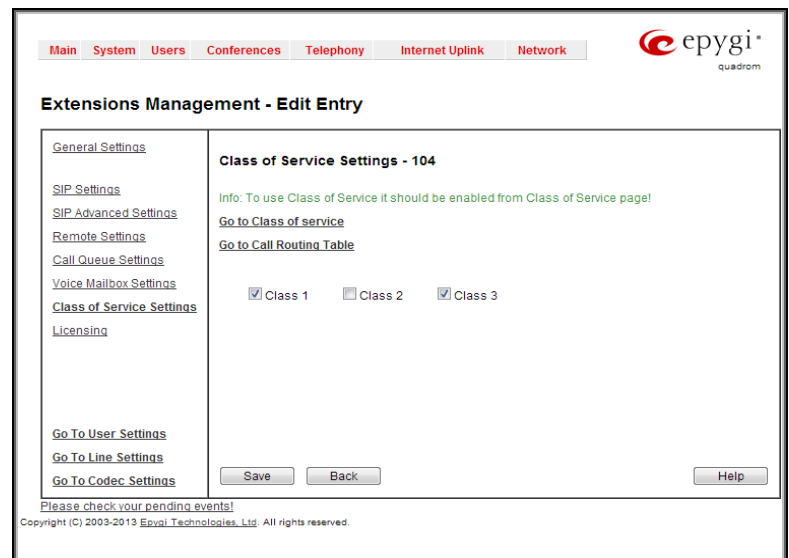 Main System Users Conferences Telephony Internet Uplink Network
epygi
quadrom
Extensions Management - Edit Entry
General Settings
SIP Settings
SIP Advanced Settings
Remote Settings
Call Queue Settings
Voice Mailbox Settings
Class of Service Settings
Licensing
Go To User Settings
Go To Line Settings
Go To Codec Settings
Class of Service Settings - 104
Info: To use Class of Service it should be enabled from Class of Service page!
Go to Class of service
Go to Call Routing Table
Class 1 Class 2 Class 3
Save Back Help
Please check your pending events!
Copyright (C) 2003-2013 Epygi Technologies, Ltd. All rights reserved.